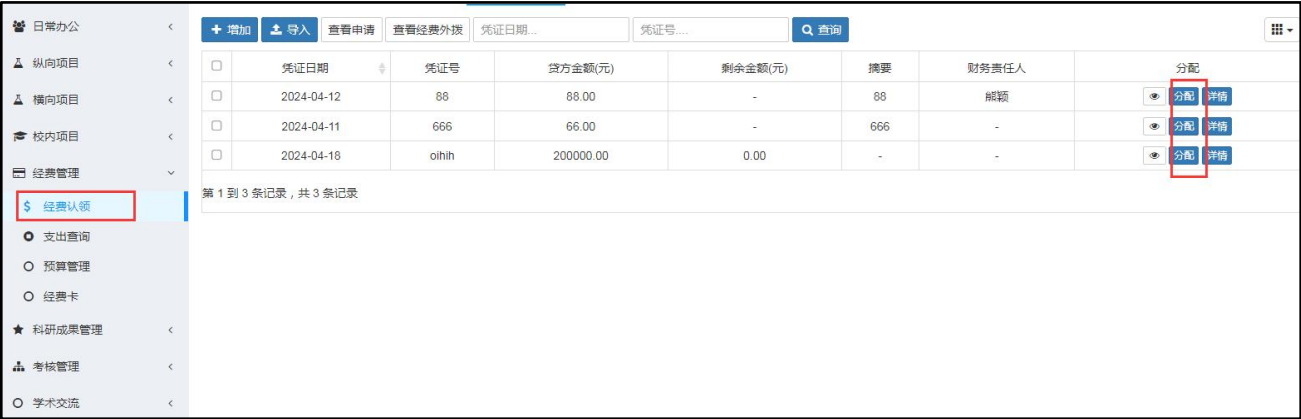 日常办公
纵向项目
横向项目
校内项目
经费管理
$ 经费认领
支出查询
预算管理
经费卡
科研成果管理
考核管理
学术交流
+ 增加 导入 查看申请 查看经费外拨 凭证日期... 凭证号.... 查询
凭证日期 凭证号 贷方金额(元) 剩余金额(元) 摘要 财务责任人 分配
2024-04-12 88 88.00 - 88 熊颖 分配 详情
2024-04-11 666 66.00 - 666 - 分配 详情
2024-04-18 oihih 200000.00 0.00 - - 分配 详情
第 1 到 3 条记录，共 3 条记录